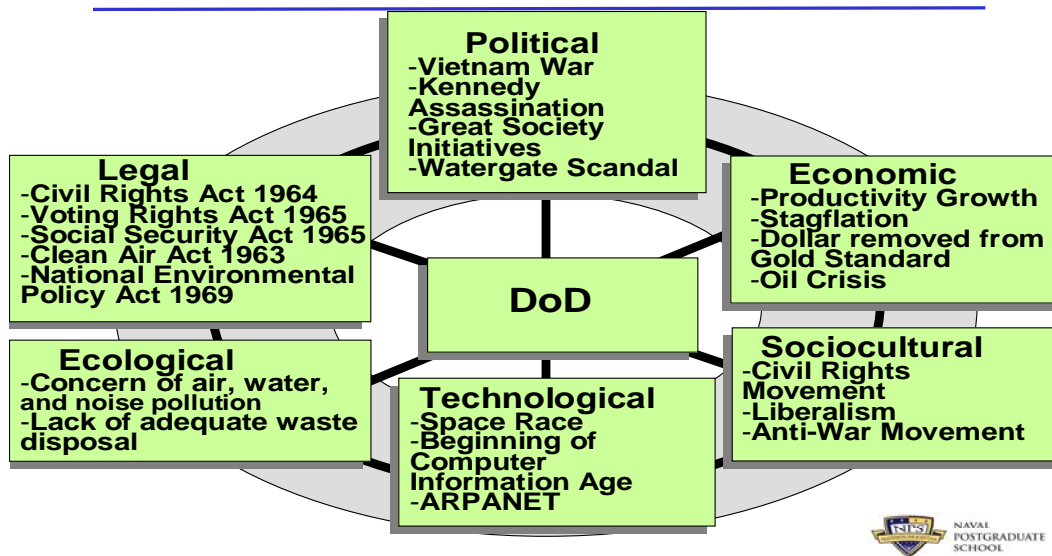 Political
-Vietnam War
-Kennedy
Assassination
-Great Society
Initiatives
-Watergate Scandal
Legal
-Civil Rights Act 1964
-Voting Rights Act 1965
-Social Security Act 1965
-Clean Air Act 1963
-National Environmental
Policy Act 1969
Economic
-Productivity Growth
-Stagflation
-Dollar removed from
Gold Standard
-Oil Crisis
DoD
Ecological
-Concern of air, water,
and noise pollution
-Lack of adequate waste
disposal
Technological
-Space Race
-Beginning of
Computer
Information Age
-ARPANET
Sociocultural
-Civil Rights
Movement
-Liberalism
-Anti-War Movement
NPS
NAVAL
POSTGRADUATE
SCHOOL